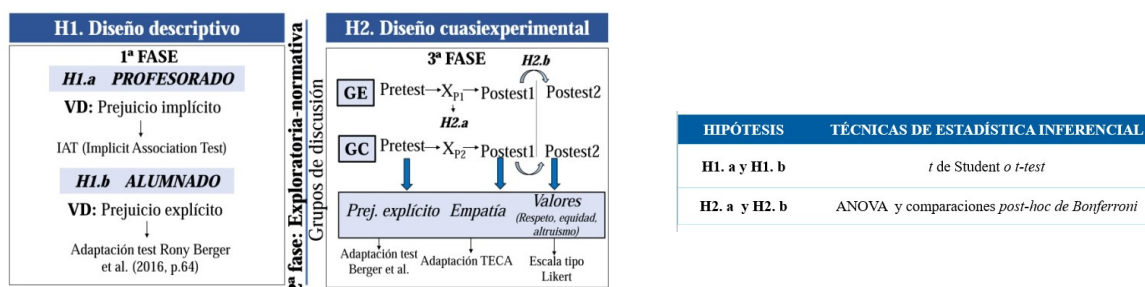 H1. Diseño descriptivo
1ª FASE
H1.a PROFESORADO
VD: Prejuicio implícito
IAT (Implicit Association Test)
H1.b ALUMNADO
VD: Prejuicio explícito
Adaptación test Rony Berger
et al. (2016, p.64)
ª fase: Exploratoria-normativa
Grupos de discusión
H2. Diseño cuasiexperimental
3ª FASE
H2.b
GE Pretest XP1 Postest1 Postest2
H2.a
GC Pretest XP2 Postest1 Postest2
Prej. explícito Empatía Valores
(Respeto, equidad,
altruismo)
Adaptación test
Berger et al.
Adaptación TECA
Escala tipo
Likert
HIPÓTESIS TÉCNICAS DE ESTADÍSTICA INFERENCIAL
H1. a y H1. b t de Student o t-test
H2. a y H2. b ANOVA y comparaciones post-hoc de Bonferroni